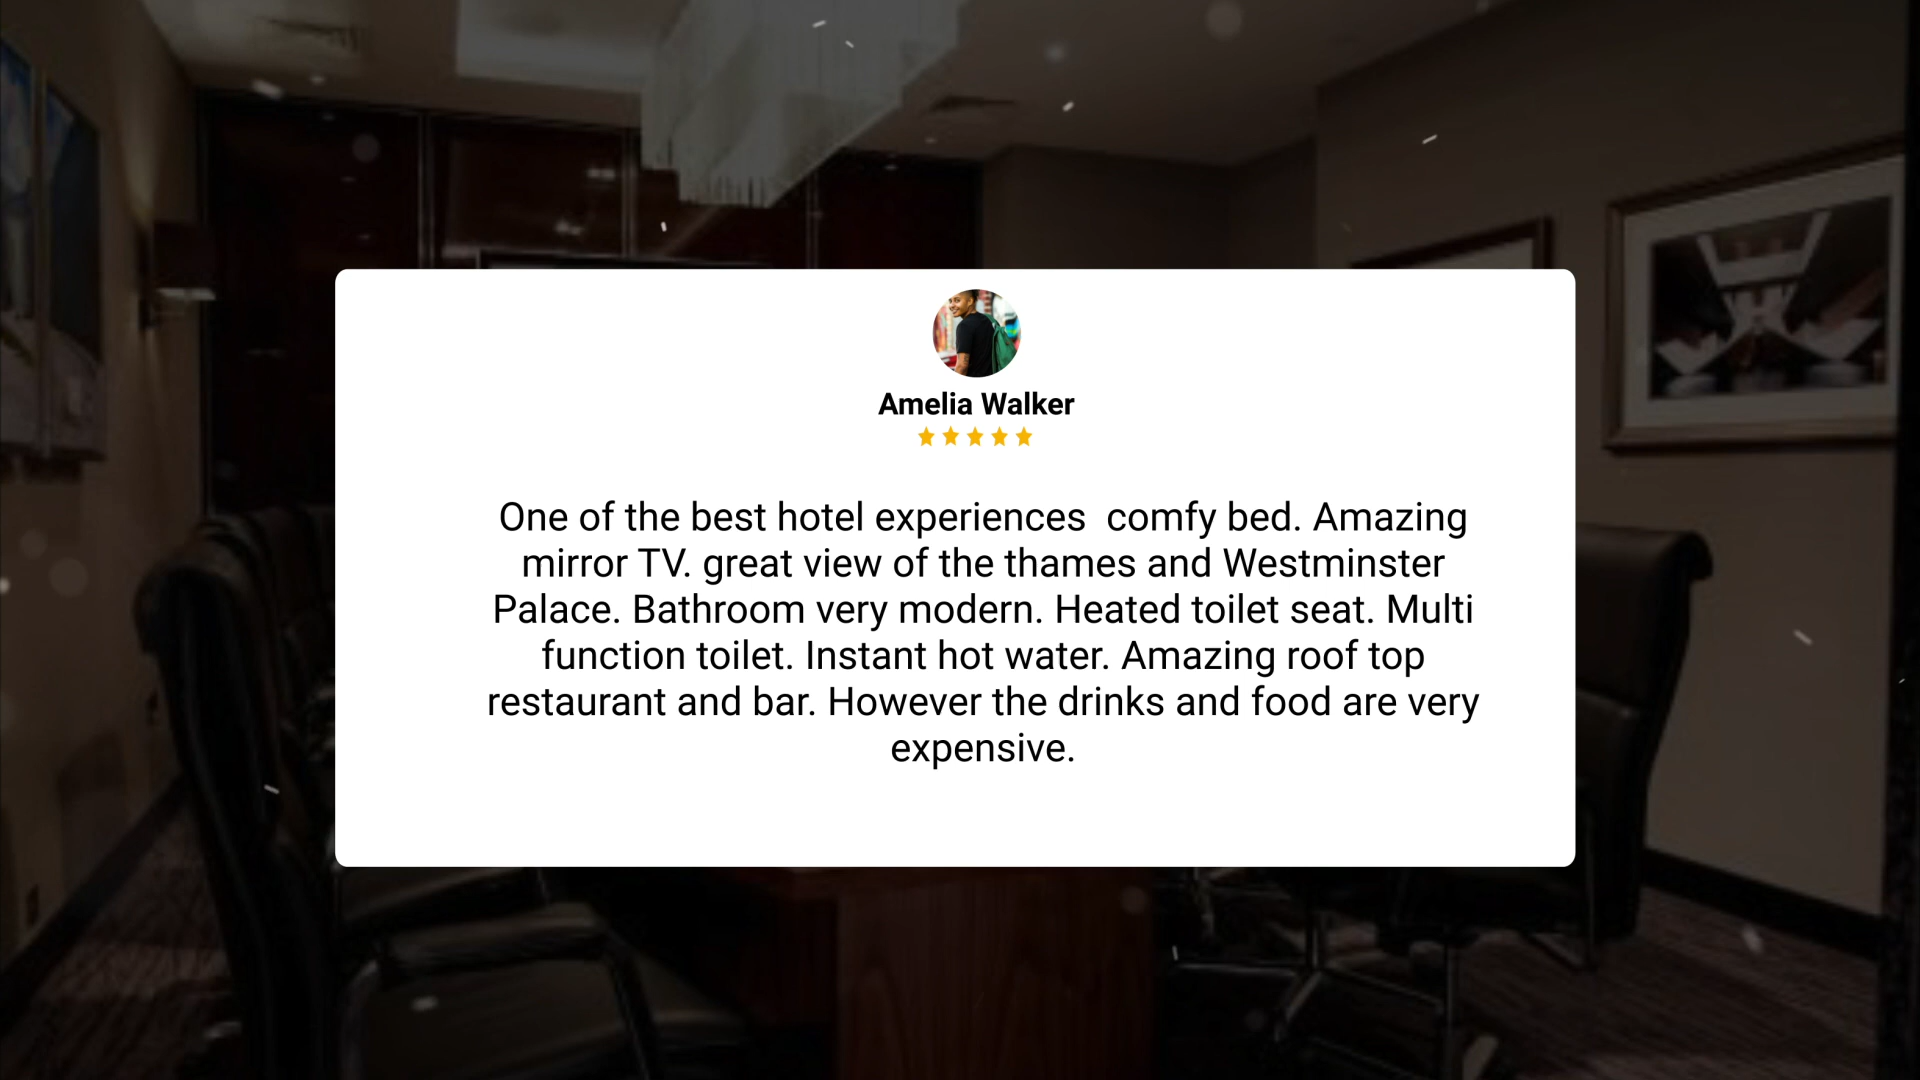 Amelia Walker
One of the best hotel experiences  comfy bed. Amazing
mirror TV. great view of the thames and Westminster
Palace. Bathroom very modern. Heated toilet seat. Multi
function toilet. Instant hot water. Amazing roof top
restaurant and bar. However the drinks and food are very
expensive.